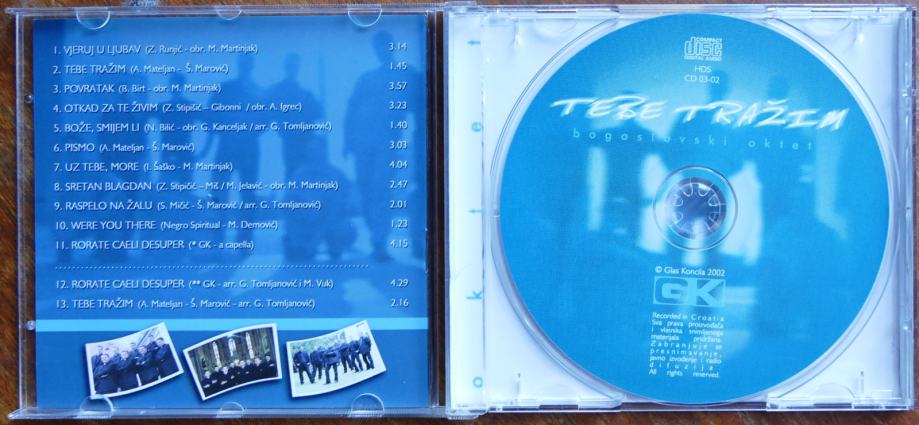 1. VJERUJ U LJUBAV (Z. Runjić - obr. M. Martinjak) 3.14
2. TEBE TRAŽIM (A. Mateljan - Š. Marović) 1.45
3. POVRATAK (B. Birt - obr. M. Martinjak) 3.57
4. OTKAD ZA TE ŽIVIM (Z. Stipišić – Gibonni / obr. A. Igrec) 3.23
5. BOŽE, SMIJEM LI (N. Bilić - obr. G. Kanceljak / arr. G. Tomljanović) 1.40
6. PISMO (A. Mateljan - Š. Marović) 3.03
7. UZ TEBE, MORE (I. Šaško - M. Martinjak) 4.04
8. SRETAN BLAGDAN (Z. Stipičić – Miš / M. Jelavić - obr. M. Martinjak) 2.47
9. RASPELO NA ŽALU (S. Mičić - Š. Marović / arr. G. Tomljanović) 2.01
10. WERE YOU THERE (Negro Spiritual - M. Demović) 1.23
11. RORATE CAELI DESUPER (* GK - a capella) 4.15
12. RORATE CAELI DESUPER (** GK - arr. G. Tomljanović i M. Vuk) 4.29
13. TEBE TRAŽIM (A. Mateljan - Š. Marović - arr. G. Tomljanović) 2.16
oktet
COMPACT
disc
DIGITAL AUDIO
HDS
CD 03-02
TEBE TRAŽIM
bogoslovski oktet
© Glas Koncila 2002
GK
Recorded in Croatia
Sva prava proizvođača
i vlasnika snimljenoga
materijala pridržana.
Zabranjuje se
presnimavanje,
javno izvođenje i radio
difuzija.
All rights reserved.